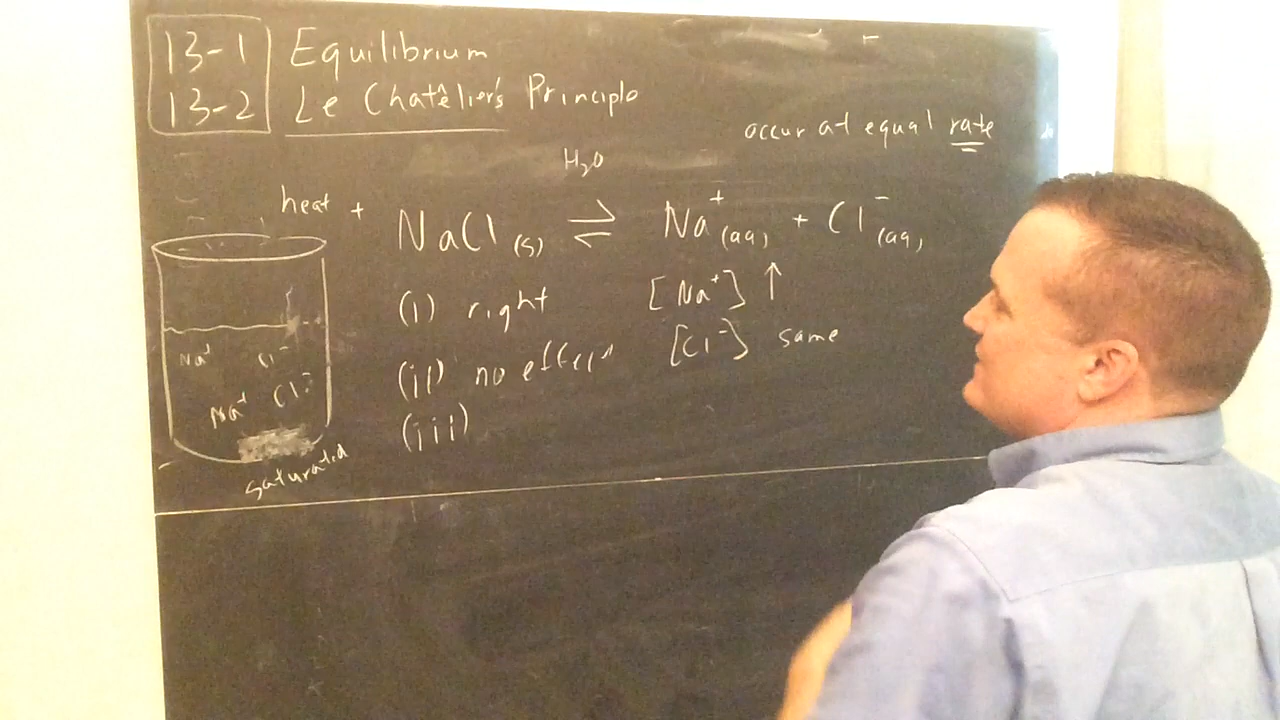 13-1 Equilibrium
13-2 Le Chatêlier's Principle
occur at equal rate
H₂O
heat + NaCl (s) ⇌ Na⁺ (aq) + Cl⁻ (aq)
(i) right [Na⁺] ↑
(ii) no effect [Cl⁻] same
(iii)
Na⁺ Cl⁻
Na⁺ Cl⁻
saturated